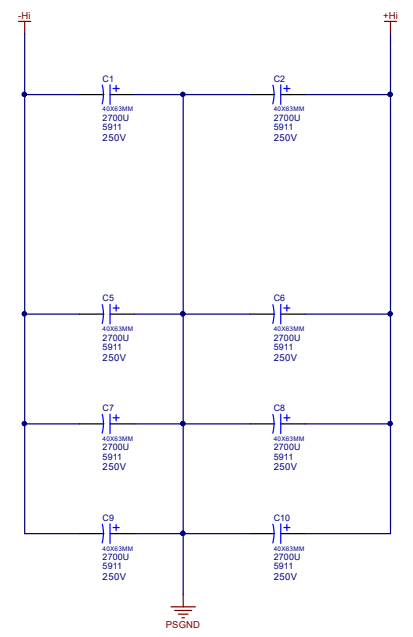 -Hi
+Hi
C1
+
40X63MM
2700U
5911
250V
C2
+
40X63MM
2700U
5911
250V
C5
+
40X63MM
2700U
5911
250V
C6
+
40X63MM
2700U
5911
250V
C7
+
40X63MM
2700U
5911
250V
C8
+
40X63MM
2700U
5911
250V
C9
+
40X63MM
2700U
5911
250V
C10
+
40X63MM
2700U
5911
250V
PSGND